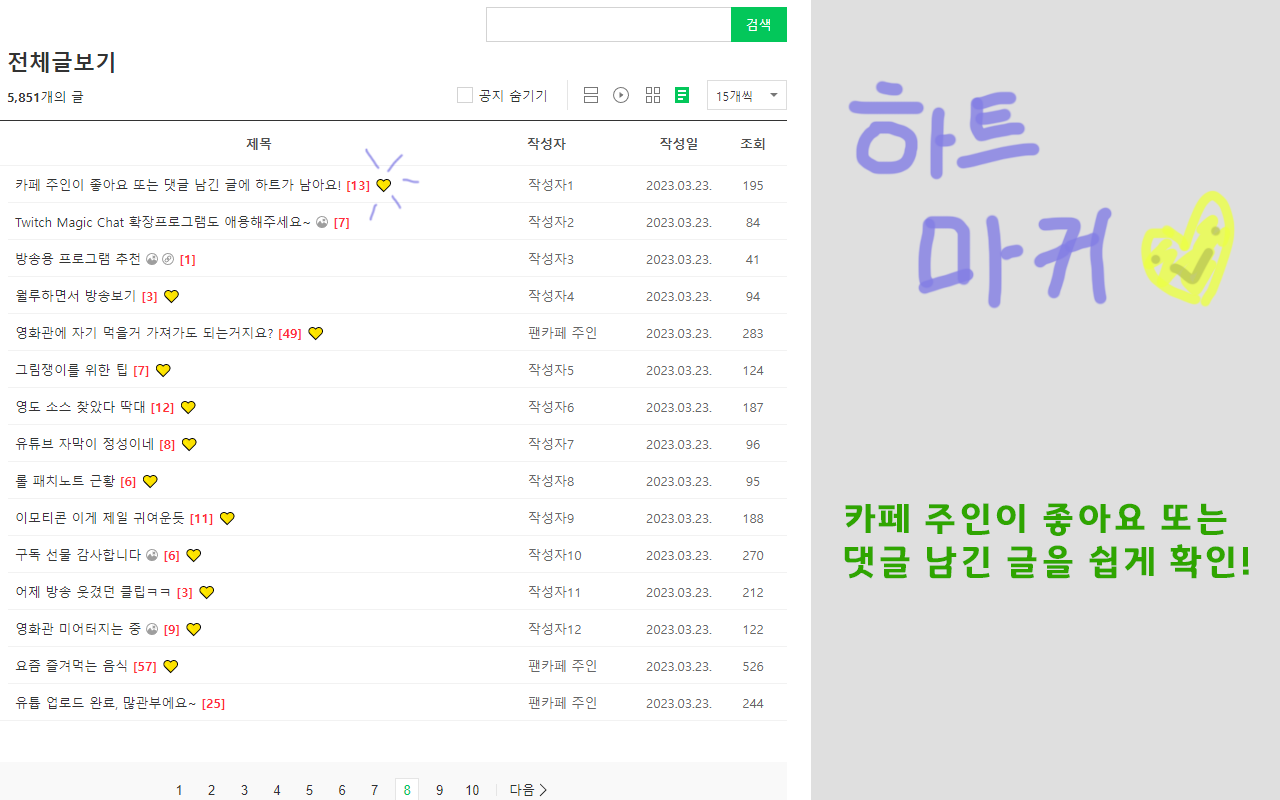 검색
전체글보기
5,851개의 글
공지 숨기기
15개씩
제목 작성자 작성일 조회
카페 주인이 좋아요 또는 댓글 남긴 글에 하트가 남아요! [13] 작성자1 2023.03.23. 195
Twitch Magic Chat 확장프로그램도 애용해주세요~ [7] 작성자2 2023.03.23. 84
방송용 프로그램 추천 [1] 작성자3 2023.03.23. 41
월루하면서 방송보기 [3] 작성자4 2023.03.23. 94
영화관에 자기 먹을거 가져가도 되는거지요? [49] 팬카페 주인 2023.03.23. 283
그림쟁이를 위한 팁 [7] 작성자5 2023.03.23. 124
영도 소스 찾았다 딱대 [12] 작성자6 2023.03.23. 187
유튜브 자막이 정성이네 [8] 작성자7 2023.03.23. 96
롤 패치노트 근황 [6] 작성자8 2023.03.23. 95
이모티콘 이게 제일 귀여운듯 [11] 작성자9 2023.03.23. 188
구독 선물 감사합니다 [6] 작성자10 2023.03.23. 270
어제 방송 웃겼던 클립ㅋㅋ [3] 작성자11 2023.03.23. 212
영화관 미어터지는 중 [9] 작성자12 2023.03.23. 122
요즘 즐겨먹는 음식 [57] 팬카페 주인 2023.03.23. 526
유튭 업로드 완료, 많관부에요~ [25] 팬카페 주인 2023.03.23. 244
1 2 3 4 5 6 7 8 9 10 다음
하트
마커
카페 주인이 좋아요 또는
댓글 남긴 글을 쉽게 확인!